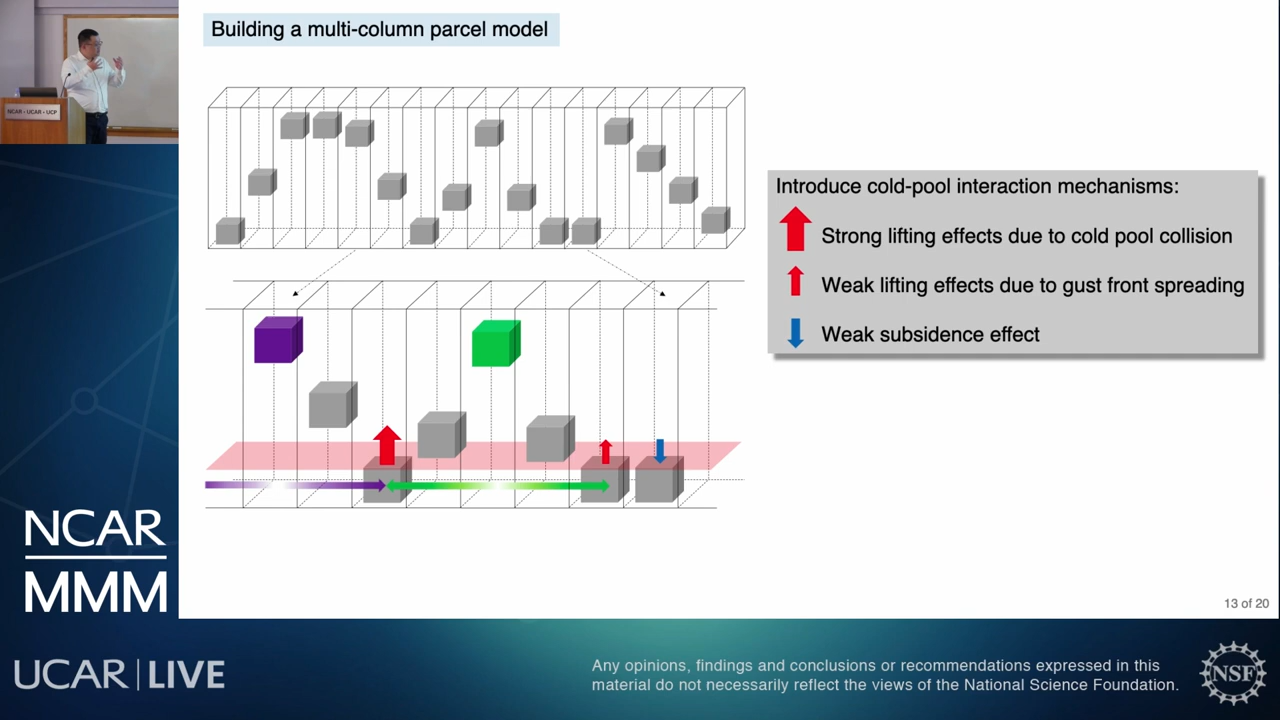 Building a multi-column parcel model
NCAR - UCAR - UCP
Introduce cold-pool interaction mechanisms:
Strong lifting effects due to cold pool collision
Weak lifting effects due to gust front spreading
Weak subsidence effect
13 of 20
NCAR
MMM
UCAR | LIVE
Any opinions, findings and conclusions or recommendations expressed in this
material do not necessarily reflect the views of the National Science Foundation.
NSF